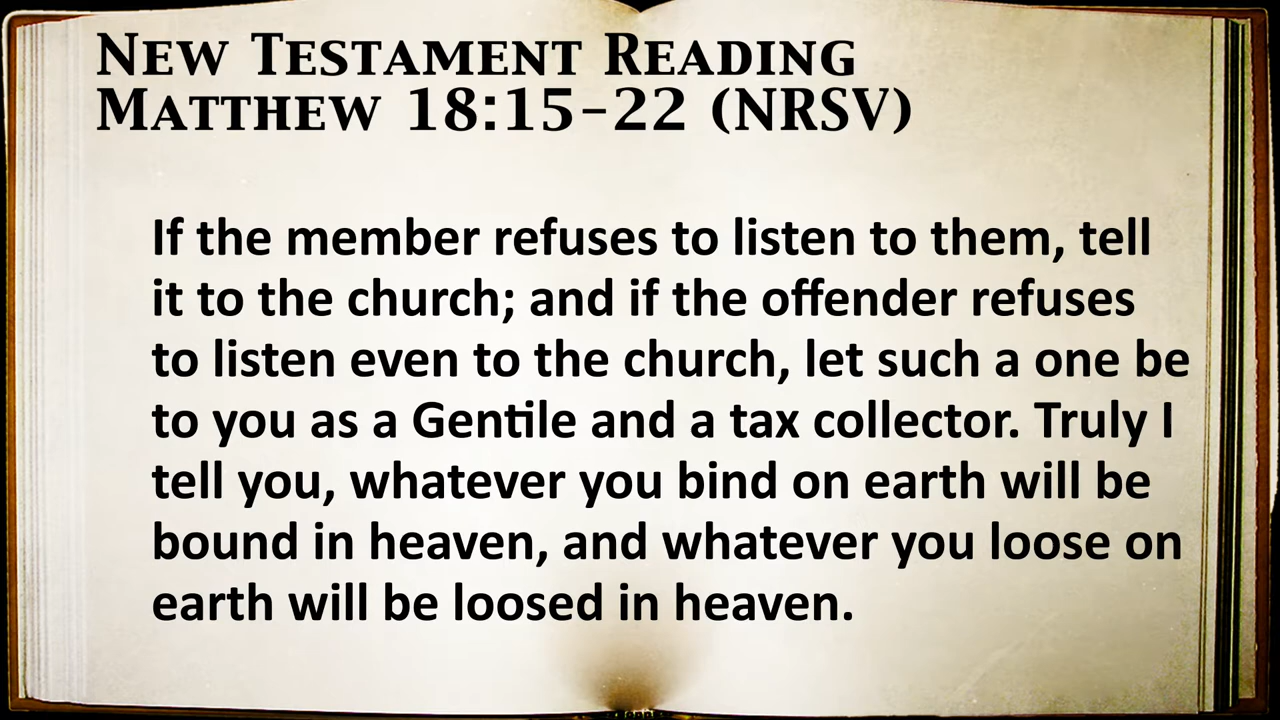 New Testament Reading
Matthew 18:15-22 (NRSV)
If the member refuses to listen to them, tell
it to the church; and if the offender refuses
to listen even to the church, let such a one be
to you as a Gentile and a tax collector. Truly I
tell you, whatever you bind on earth will be
bound in heaven, and whatever you loose on
earth will be loosed in heaven.